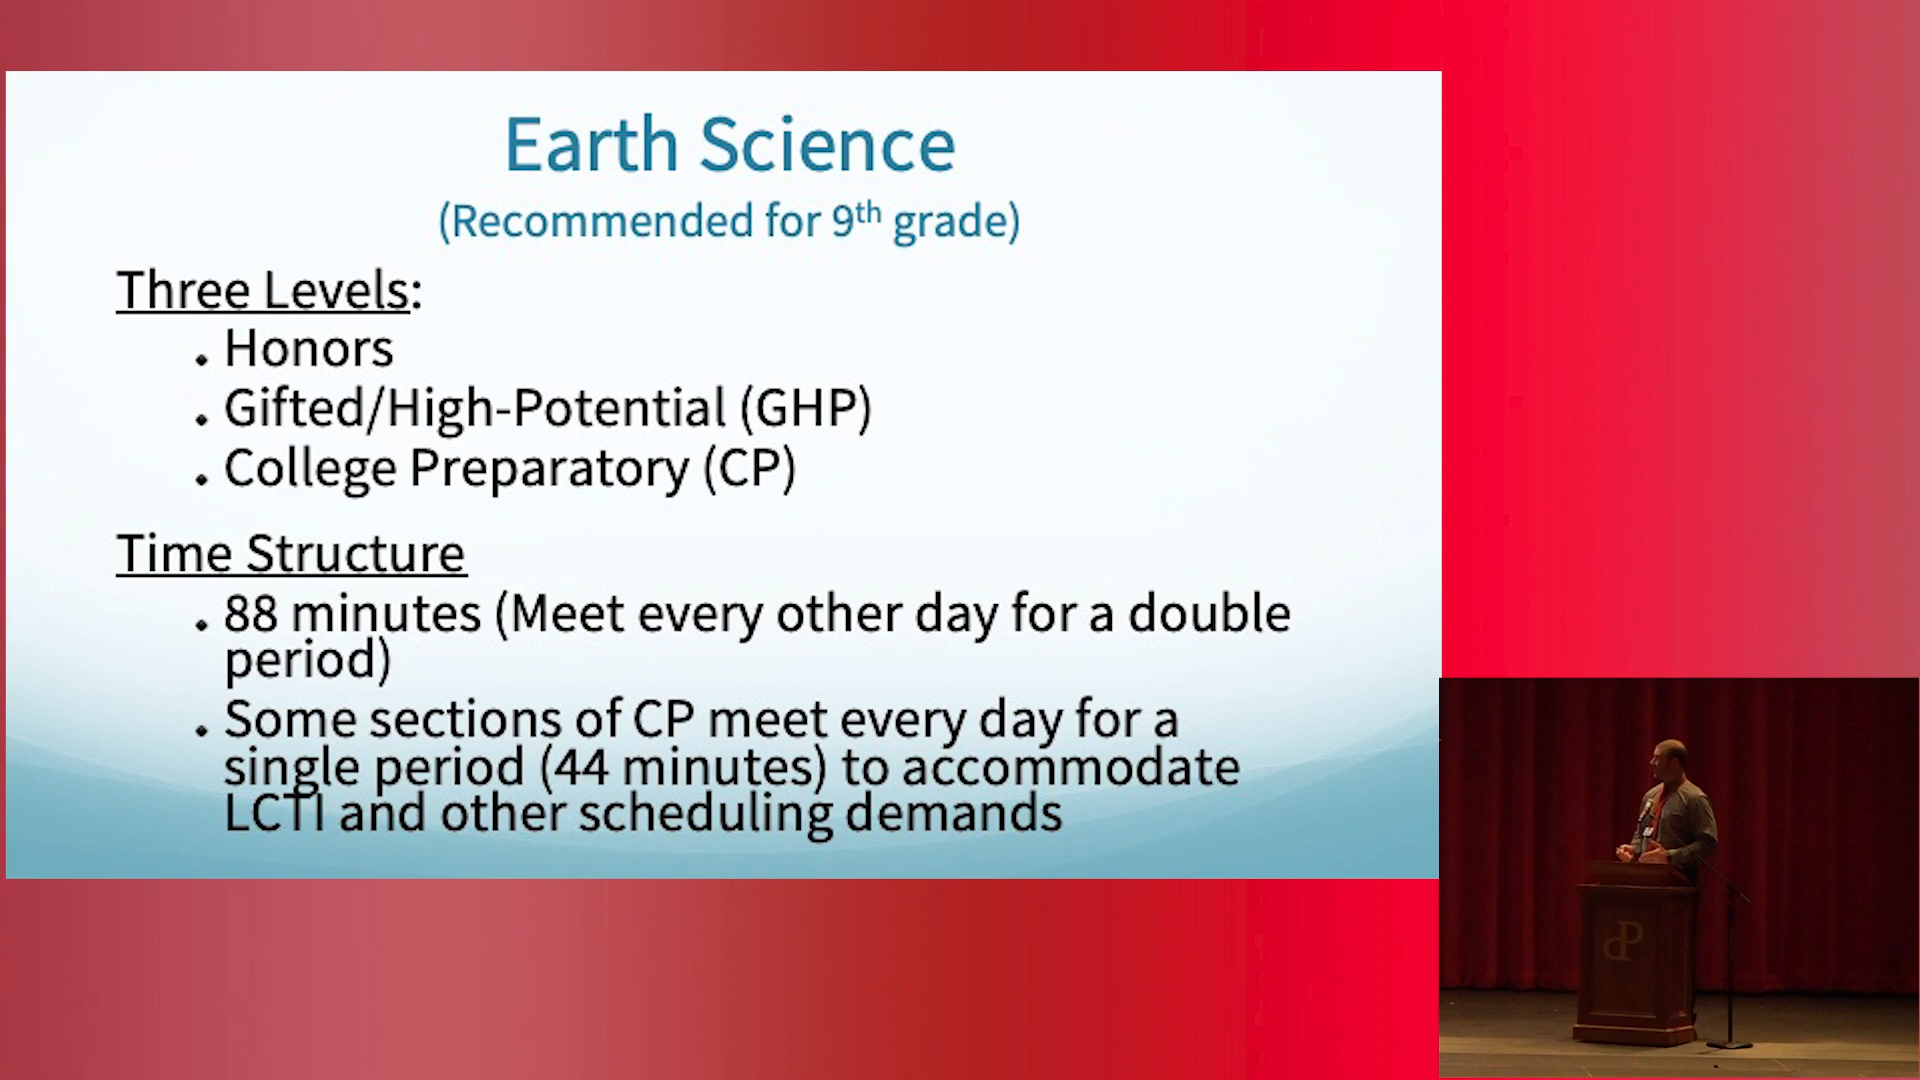 Earth Science
(Recommended for 9th grade)
Three Levels:
. Honors
. Gifted/High-Potential (GHP)
. College Preparatory (CP)
Time Structure
. 88 minutes (Meet every other day for a double
period)
. Some sections of CP meet every day for a
single period (44 minutes) to accommodate
LCTI and other scheduling demands